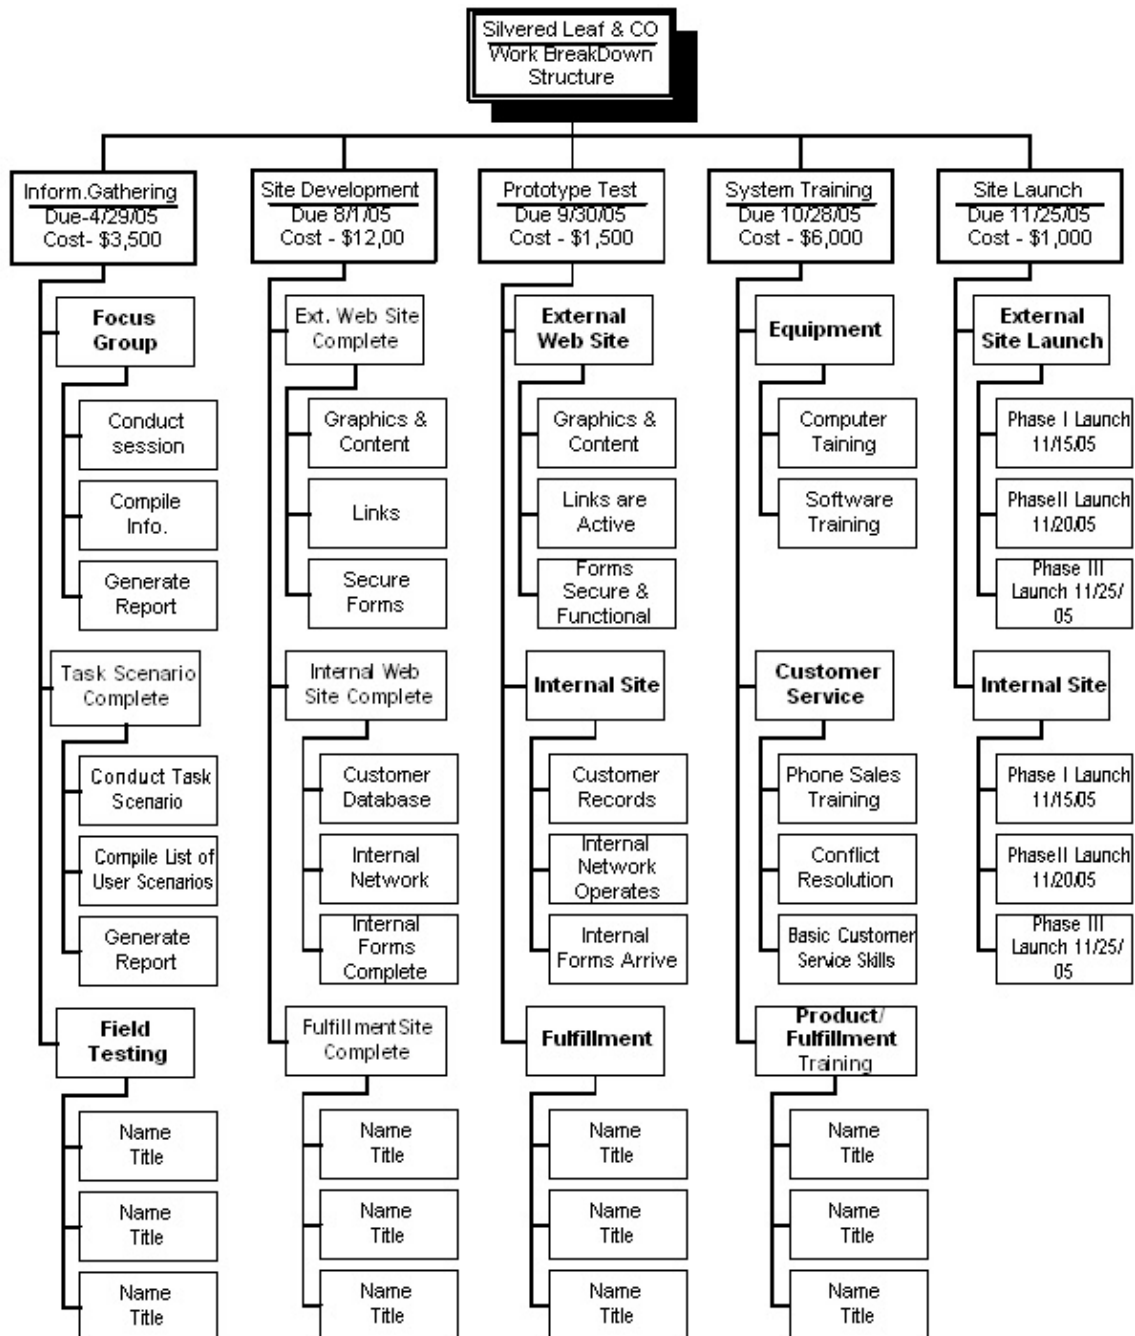 Silvered Leaf & CO
Work BreakDown
Structure
Inform.Gathering
Due-4/29/05
Cost- $3,500
Site Development
Due 8/1/05
Cost - $12,00
Prototype Test
Due 9/30/05
Cost - $1,500
System Training
Due 10/28/05
Cost - $6,000
Site Launch
Due 11/25/05
Cost - $1,000
Focus
Group
Conduct
session
Compile
Info.
Generate
Report
Task Scenario
Complete
Conduct Task
Scenario
Compile List of
User Scenarios
Generate
Report
Field
Testing
Name
Title
Name
Title
Name
Title
Ext. Web Site
Complete
Graphics &
Content
Links
Secure
Forms
Internal Web
Site Complete
Customer
Database
Internal
Network
Internal
Forms
Complete
Fulfillment Site
Complete
Name
Title
Name
Title
Name
Title
External
Web Site
Graphics &
Content
Links are
Active
Forms
Secure &
Functional
Internal Site
Customer
Records
Internal
Network
Operates
Internal
Forms Arrive
Fulfillment
Name
Title
Name
Title
Name
Title
Equipment
Computer
Taining
Software
Training
Customer
Service
Phone Sales
Training
Conflict
Resolution
Basic Customer
Service Skills
Product/
Fulfillment
Training
Name
Title
Name
Title
Name
Title
External
Site Launch
Phase I Launch
11/15/05
PhaseII Launch
11/20/05
Phase III
Launch 11/25/
05
Internal Site
Phase I Launch
11/15/05
PhaseII Launch
11/20/05
Phase III
Launch 11/25/
05